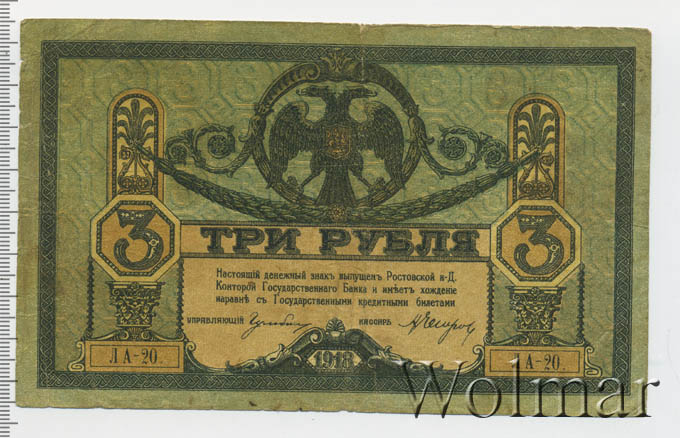 3
ТРИ РУБЛЯ
3
Настоящій денежный знакъ выпущенъ Ростовской н-Д.
Конторой Государственнаго Банка и имѣетъ хожденіе
наравнѣ съ Государственными кредитными билетами
УПРАВЛЯЮЩІЙ
КАССИРЪ
ЛА-20.
1918
ЛА-20.
Wolmar